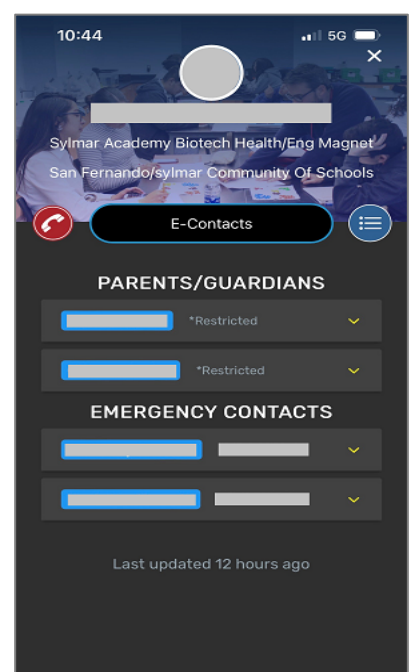 10:44 5G
Sylmar Academy Biotech Health/Eng Magnet
San Fernando/sylmar Community Of Schools
E-Contacts
PARENTS/GUARDIANS
*Restricted
*Restricted
EMERGENCY CONTACTS
Last updated 12 hours ago